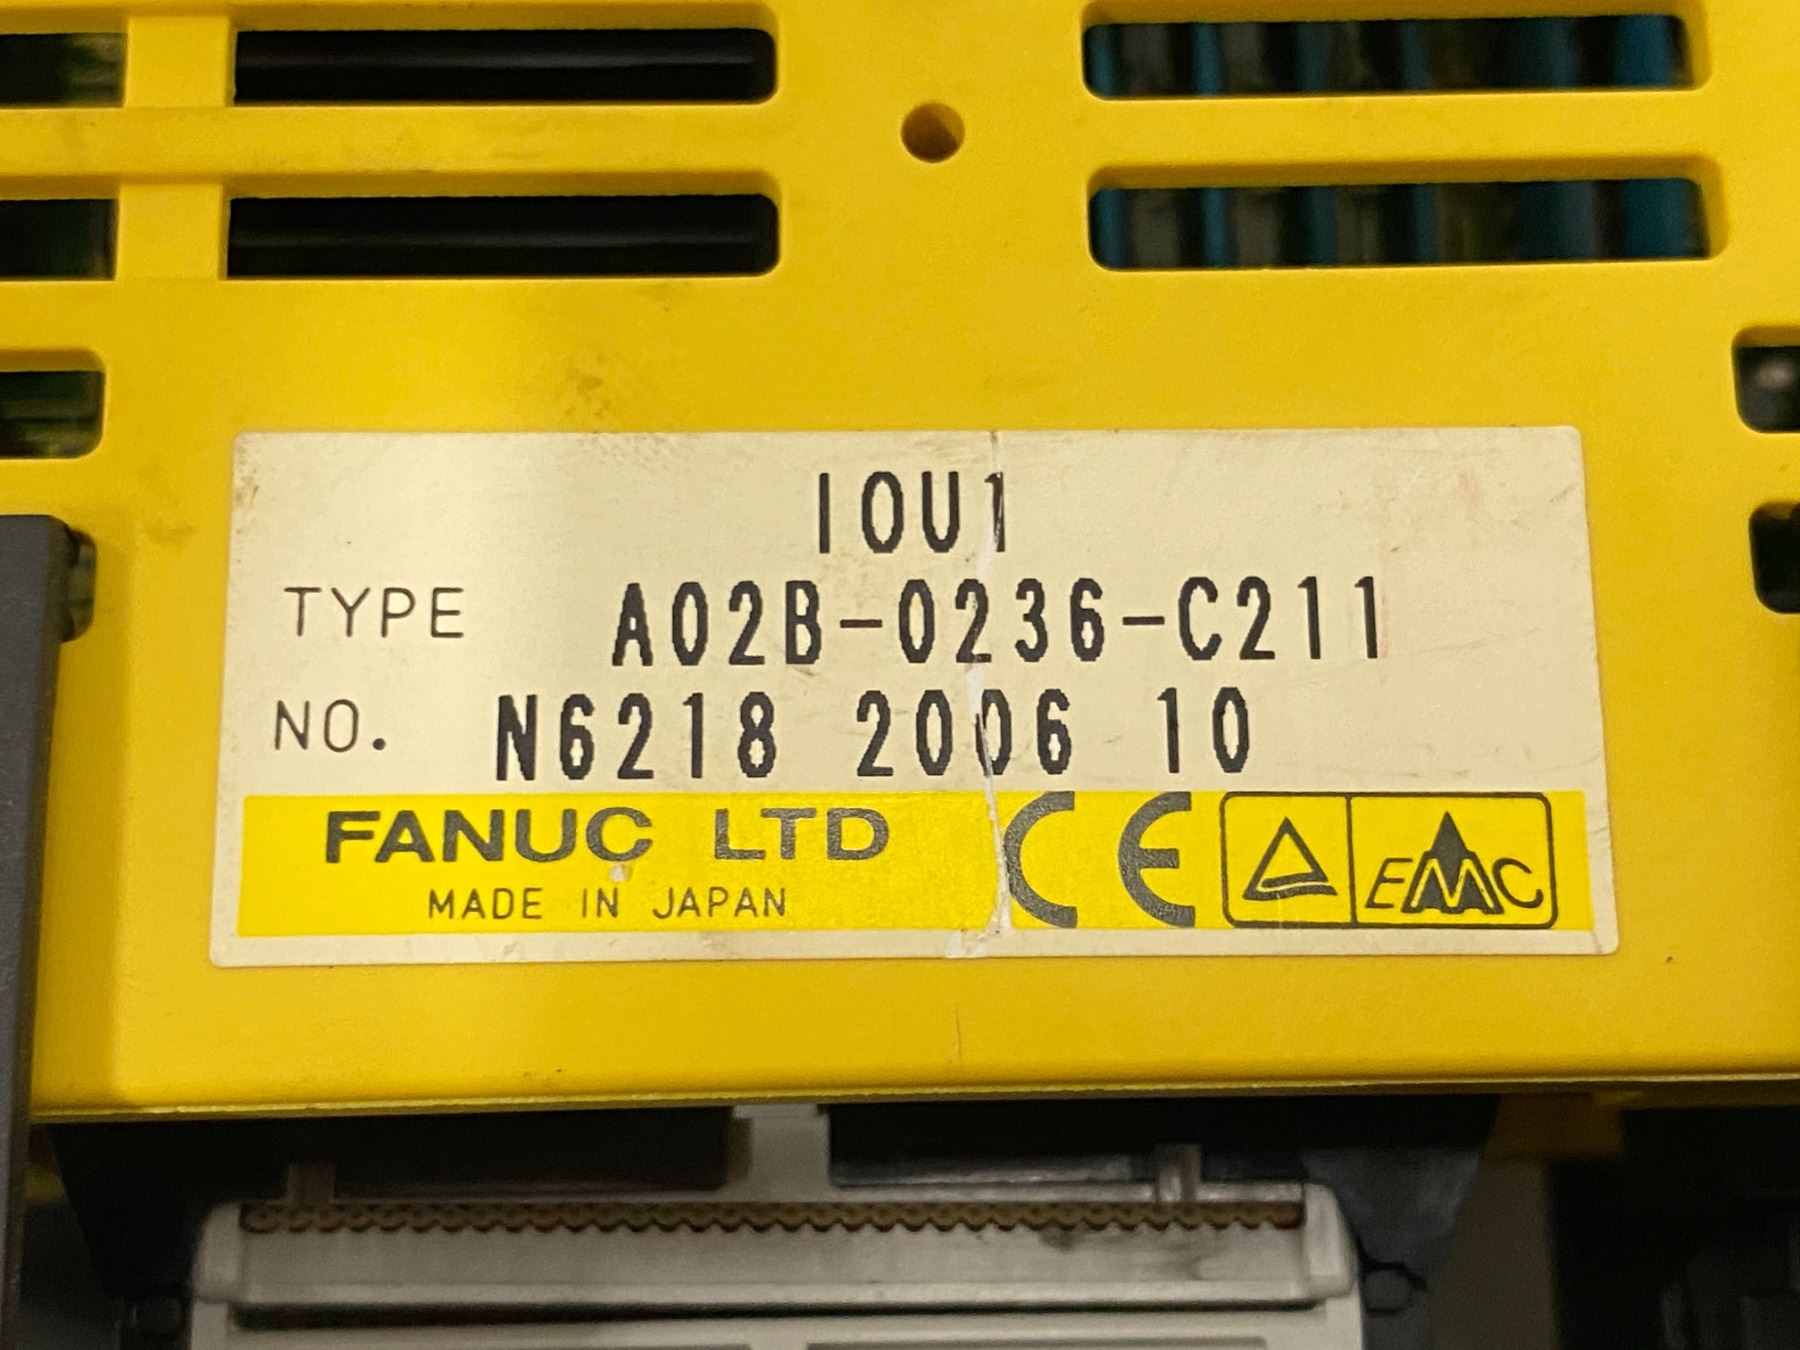 IOU1
TYPE A02B-0236-C211
NO. N6218 2006 10
FANUC LTD CE EMC
MADE IN JAPAN